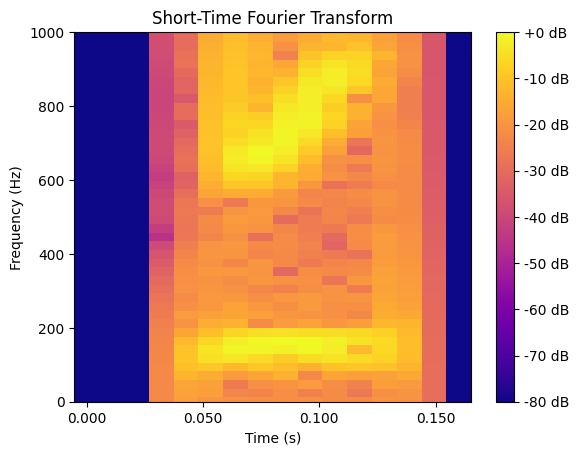 Short-Time Fourier Transform
1000
800
600
400
200
0
Frequency (Hz)
0.000
0.050
0.100
0.150
Time (s)
+0 dB
-10 dB
-20 dB
-30 dB
-40 dB
-50 dB
-60 dB
-70 dB
-80 dB